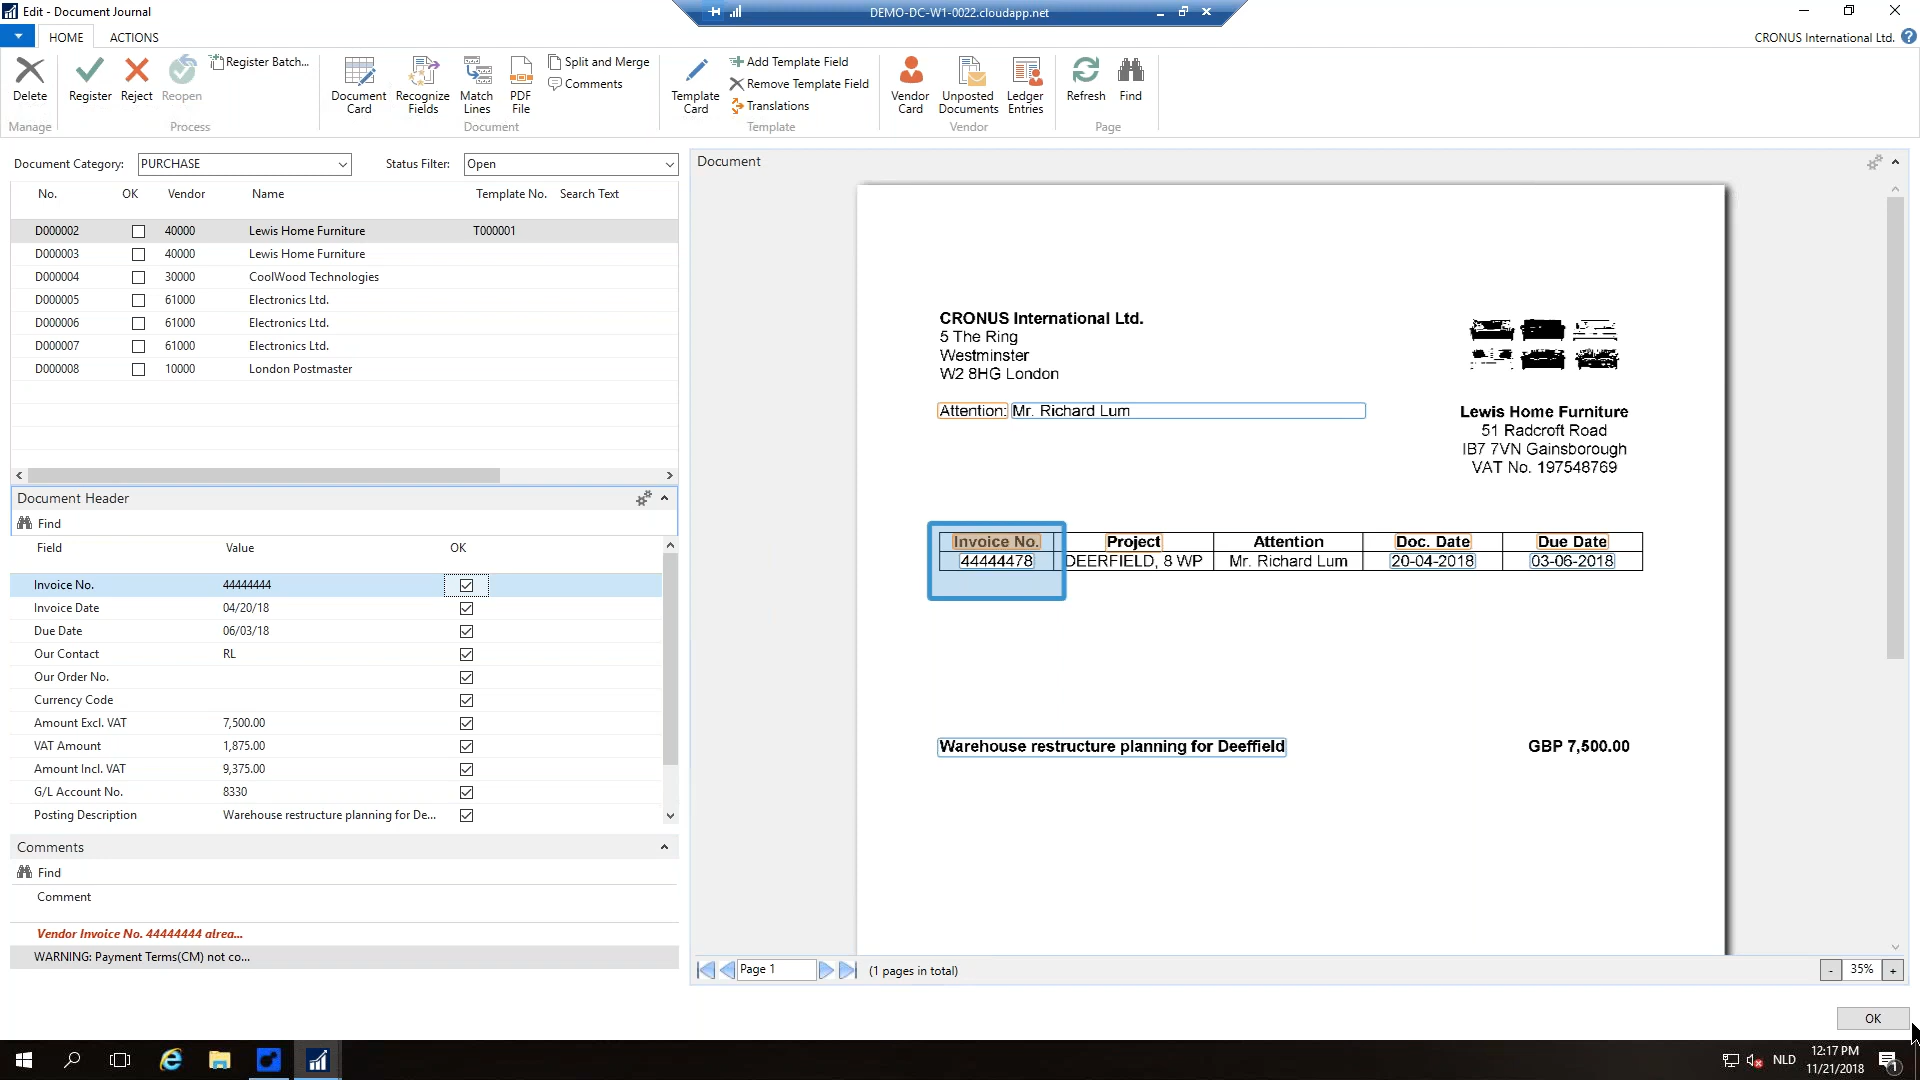 Edit - Document Journal
DEMO-DC-W1-0022.cloudapp.net
HOME
ACTIONS
CRONUS International Ltd.
Delete
Register
Reject
Reopen
Register Batch...
Document Card
Recognize Fields
Match Lines
PDF File
Split and Merge
Comments
Template Card
Add Template Field
Remove Template Field
Translations
Vendor Card
Unposted Documents
Ledger Entries
Refresh
Find
Manage
Process
Document
Template
Vendor
Page
Document Category: PURCHASE
Status Filter: Open
No. OK Vendor Name Template No. Search Text
D000002 40000 Lewis Home Furniture T000001
D000003 40000 Lewis Home Furniture
D000004 30000 CoolWood Technologies
D000005 61000 Electronics Ltd.
D000006 61000 Electronics Ltd.
D000007 61000 Electronics Ltd.
D000008 10000 London Postmaster
Document Header
Find
Field Value OK
Invoice No. 44444444
Invoice Date 04/20/18
Due Date 06/03/18
Our Contact RL
Our Order No.
Currency Code
Amount Excl. VAT 7,500.00
VAT Amount 1,875.00
Amount Incl. VAT 9,375.00
G/L Account No. 8330
Posting Description Warehouse restructure planning for De...
Comments
Find
Comment
Vendor Invoice No. 44444444 alrea...
WARNING: Payment Terms(CM) not co...
Document
CRONUS International Ltd.
5 The Ring
Westminster
W2 8HG London
Attention: Mr. Richard Lum
Lewis Home Furniture
51 Radcroft Road
IB7 7VN Gainsborough
VAT No. 197548769
Invoice No. Project Attention Doc. Date Due Date
44444478 DEERFIELD, 8 WP Mr. Richard Lum 20-04-2018 03-06-2018
Warehouse restructure planning for Deeffield GBP 7,500.00
Page 1 (1 pages in total)
- 35% +
OK
NLD
12:17 PM
11/21/2018
1